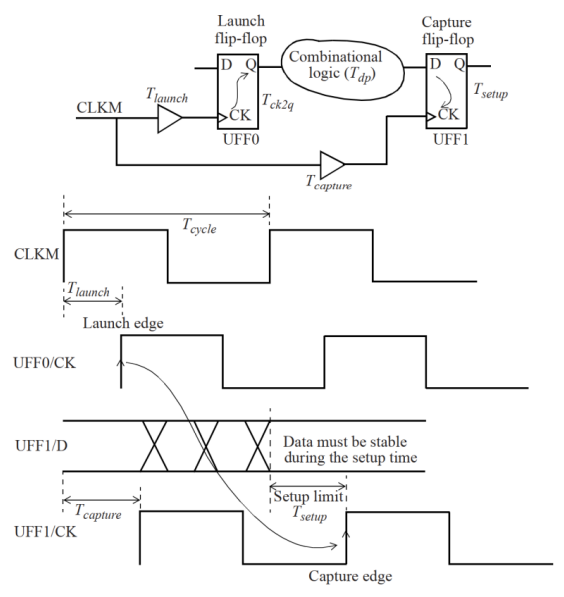 Launch
flip-flop
Capture
flip-flop
D Q
Combinational
logic (Tdp)
D Q
Tlaunch
Tck2q
Tsetup
CLKM
CK
CK
UFF0
UFF1
Tcapture
Tcycle
CLKM
Tlaunch
Launch edge
UFF0/CK
UFF1/D
Data must be stable
during the setup time
Setup limit
Tcapture
Tsetup
UFF1/CK
Capture edge